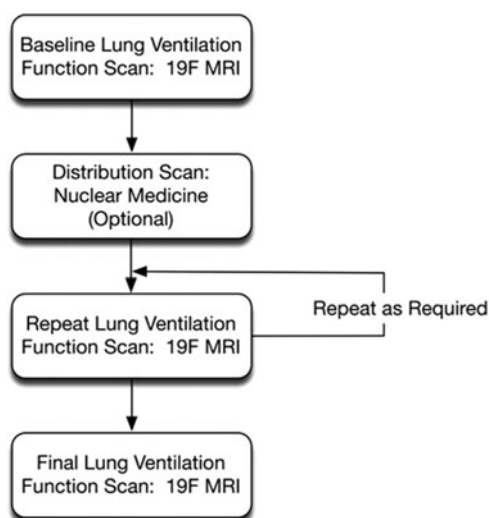 Baseline Lung Ventilation
Function Scan:  19F MRI
Distribution Scan:
Nuclear Medicine
(Optional)
Repeat as Required
Repeat Lung Ventilation
Function Scan:  19F MRI
Final Lung Ventilation
Function Scan:  19F MRI